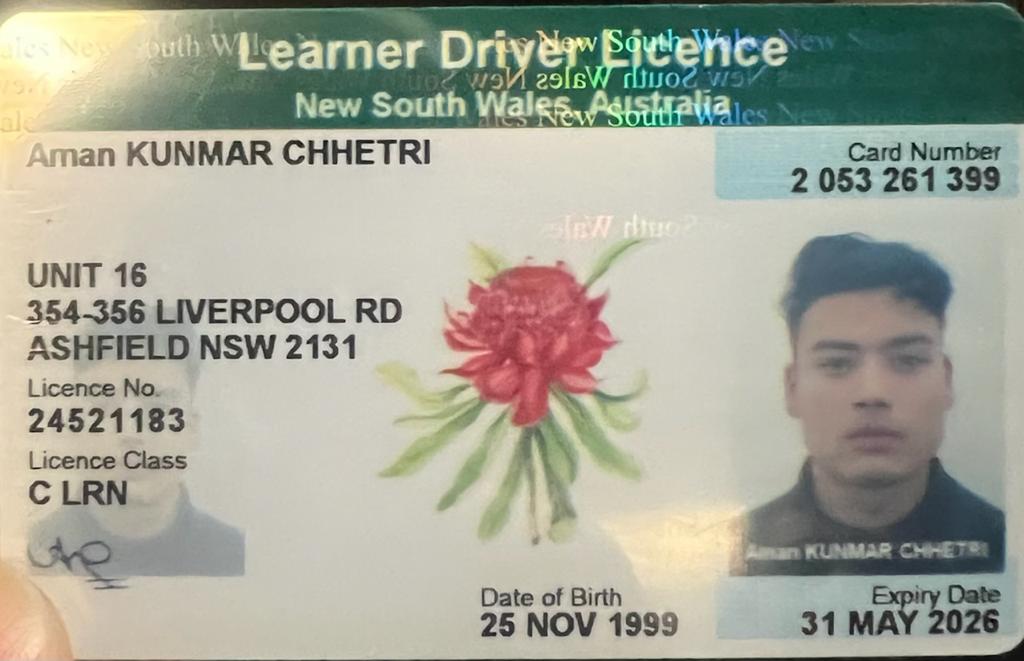 Learner Driver Licence
New South Wales, Australia
Aman KUNMAR CHHETRI
Card Number
2 053 261 399
UNIT 16
354-356 LIVERPOOL RD
ASHFIELD NSW 2131
Licence No.
24521183
Licence Class
C LRN
Aman KUNMAR CHHETRI
Date of Birth
25 NOV 1999
Expiry Date
31 MAY 2026